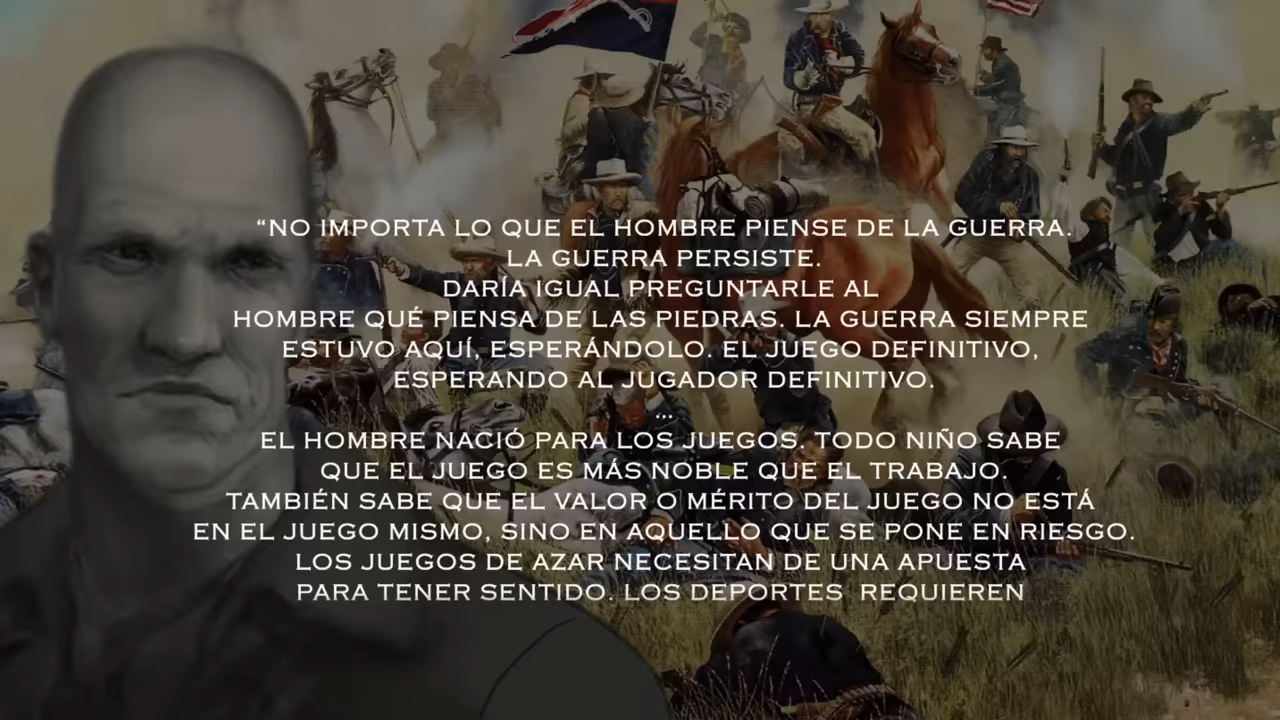 “NO IMPORTA LO QUE EL HOMBRE PIENSE DE LA GUERRA.
LA GUERRA PERSISTE.
DARÍA IGUAL PREGUNTARLE AL
HOMBRE QUÉ PIENSA DE LAS PIEDRAS. LA GUERRA SIEMPRE
ESTUVO AQUÍ, ESPERÁNDOLO. EL JUEGO DEFINITIVO,
ESPERANDO AL JUGADOR DEFINITIVO.
...
EL HOMBRE NACIÓ PARA LOS JUEGOS. TODO NIÑO SABE
QUE EL JUEGO ES MÁS NOBLE QUE EL TRABAJO.
TAMBIÉN SABE QUE EL VALOR O MÉRITO DEL JUEGO NO ESTÁ
EN EL JUEGO MISMO, SINO EN AQUELLO QUE SE PONE EN RIESGO.
LOS JUEGOS DE AZAR NECESITAN DE UNA APUESTA
PARA TENER SENTIDO. LOS DEPORTES  REQUIEREN